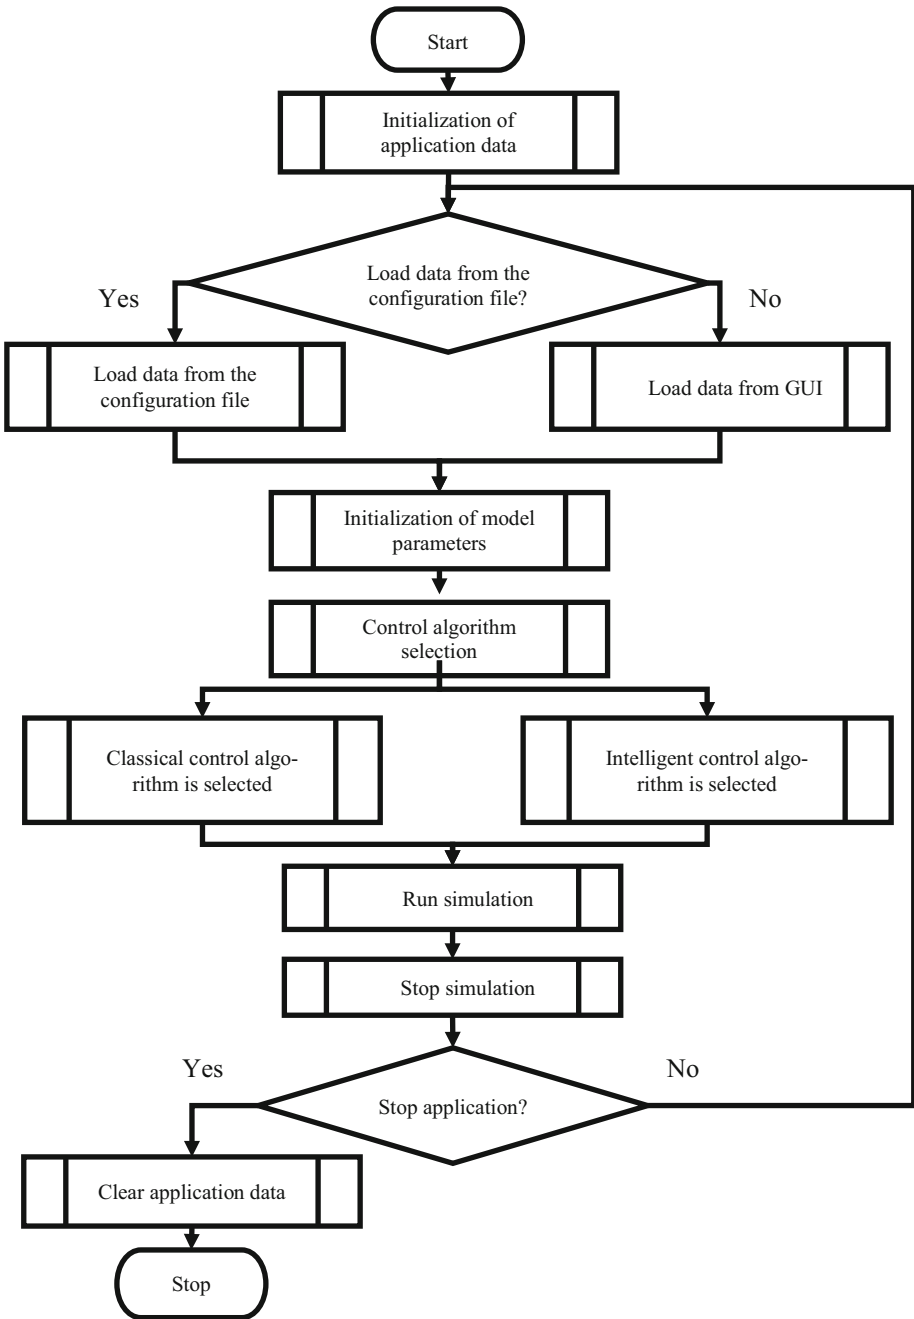 Start
Initialization of
application data
Load data from the
configuration file?
Yes
No
Load data from the
configuration file
Load data from GUI
Initialization of model
parameters
Control algorithm
selection
Classical control algo-
rithm is selected
Intelligent control algo-
rithm is selected
Run simulation
Stop simulation
Yes
No
Stop application?
Clear application data
Stop